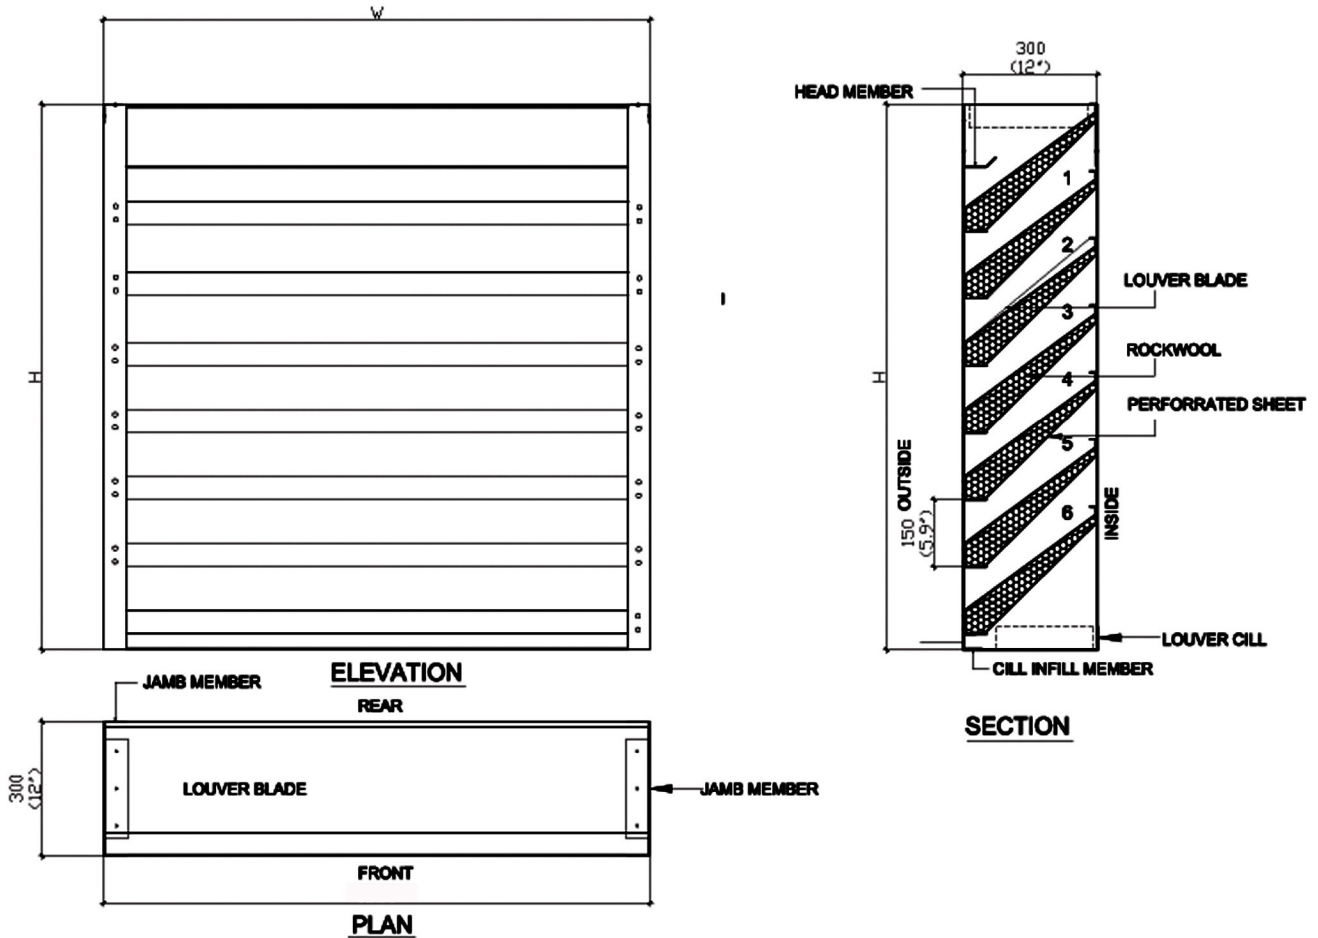 W
H
ELEVATION
300
(12")
HEAD MEMBER
1
2
3
4
5
6
H
LOUVER BLADE
ROCKWOOL
PERFORRATED SHEET
OUTSIDE
INSIDE
150
(5.9")
LOUVER CILL
CILL INFILL MEMBER
SECTION
JAMB MEMBER
REAR
300
(12")
LOUVER BLADE
JAMB MEMBER
FRONT
PLAN